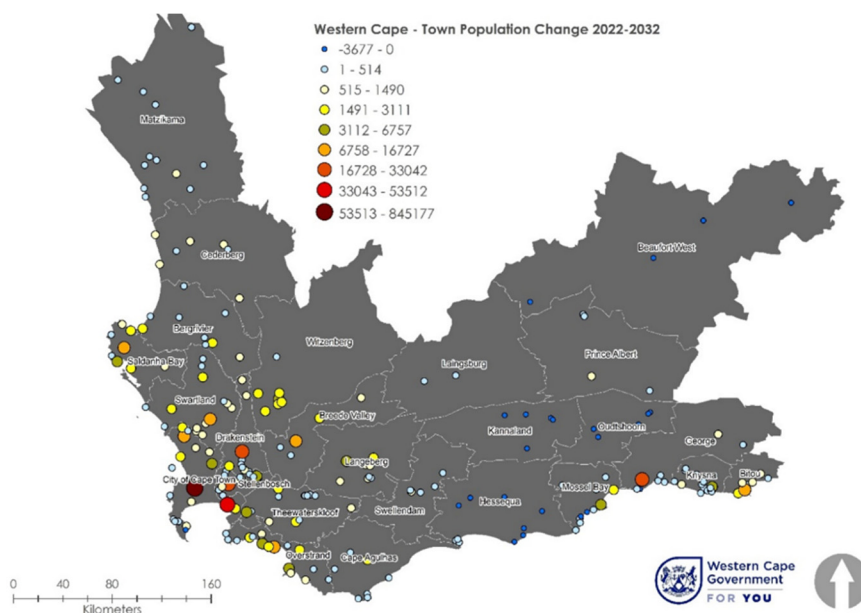 Western Cape - Town Population Change 2022-2032
-3677 - 0
1 - 514
515 - 1490
1491 - 3111
3112 - 6757
6758 - 16727
16728 - 33042
33043 - 53512
53513 - 845177
Matzikama
Cederberg
Beaufort West
Bergrivier
Witzenberg
Saldanha Bay
Laingsburg
Prince Albert
Swartland
Breede Valley
Kannaland
Oudtshoorn
Drakenstein
George
Langeberg
Knysna
Bitou
City of Cape Town
Stellenbosch
Mossel Bay
Hessequa
Theewaterskloof
Swellendam
Overstrand
Cape Agulhas
0 40 80 160
Kilometers
Western Cape
Government
FOR YOU